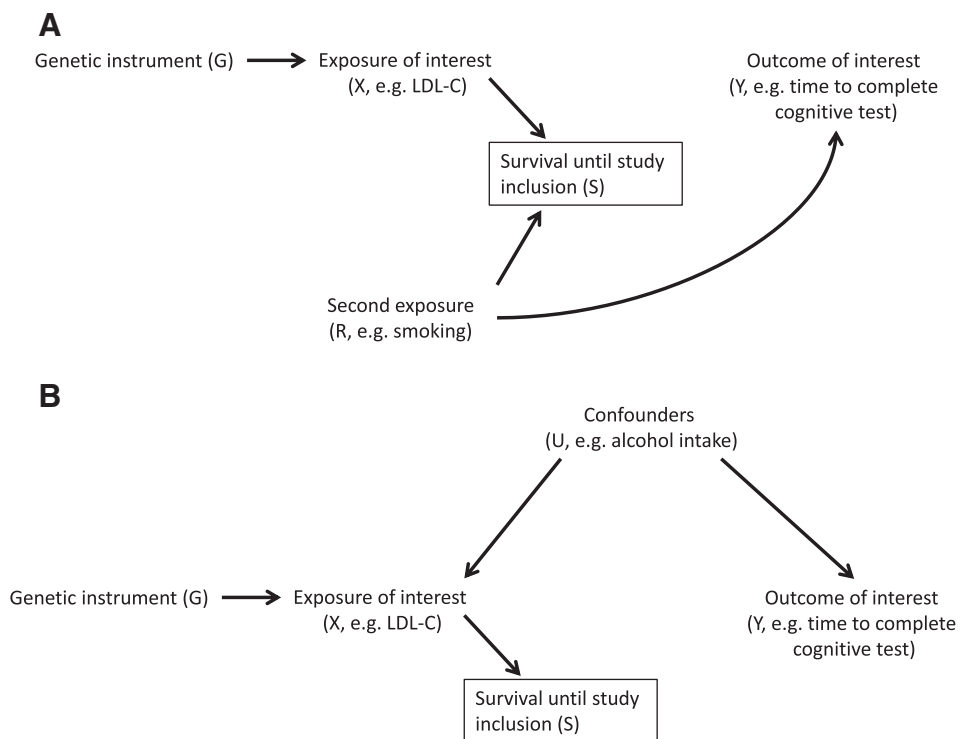 A
Genetic instrument (G)
Exposure of interest
(X, e.g. LDL-C)
Outcome of interest
(Y, e.g. time to complete
cognitive test)
Survival until study
inclusion (S)
Second exposure
(R, e.g. smoking)
B
Confounders
(U, e.g. alcohol intake)
Genetic instrument (G)
Exposure of interest
(X, e.g. LDL-C)
Outcome of interest
(Y, e.g. time to complete
cognitive test)
Survival until study
inclusion (S)